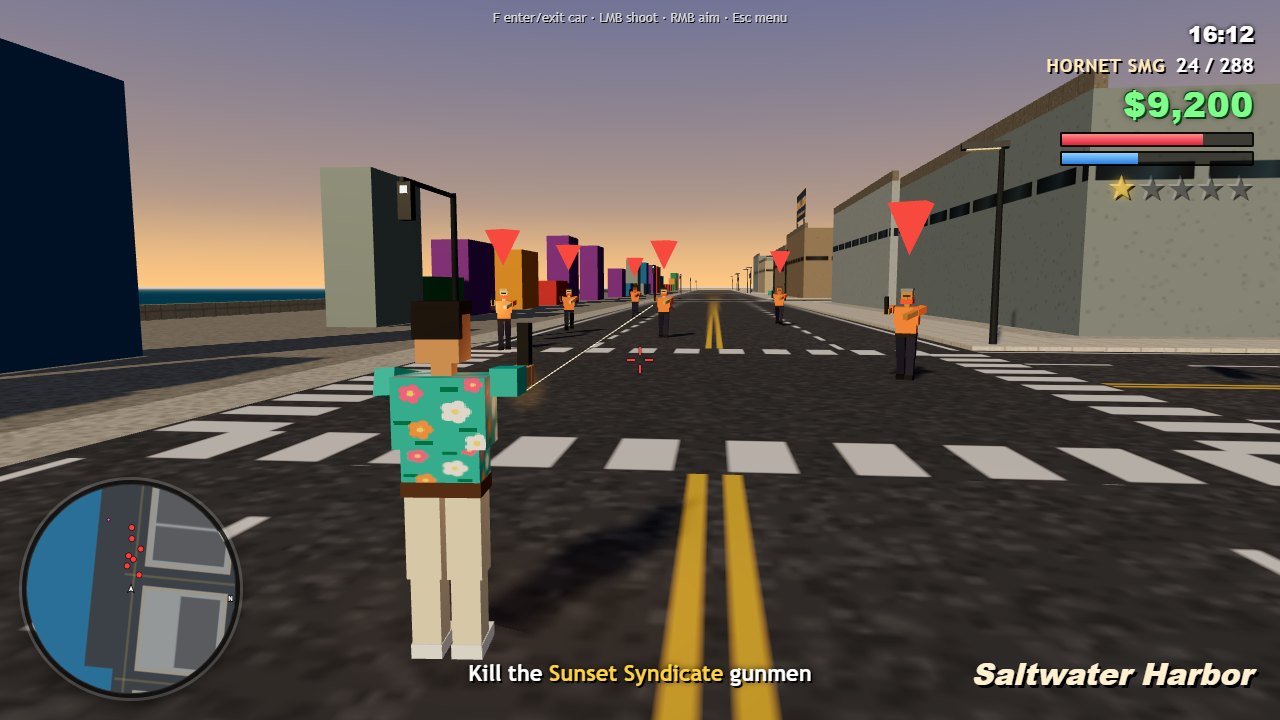 F enter/exit car · LMB shoot · RMB aim · Esc menu
16:12
HORNET SMG 24 / 288
$9,200
N
Kill the Sunset Syndicate gunmen
Saltwater Harbor